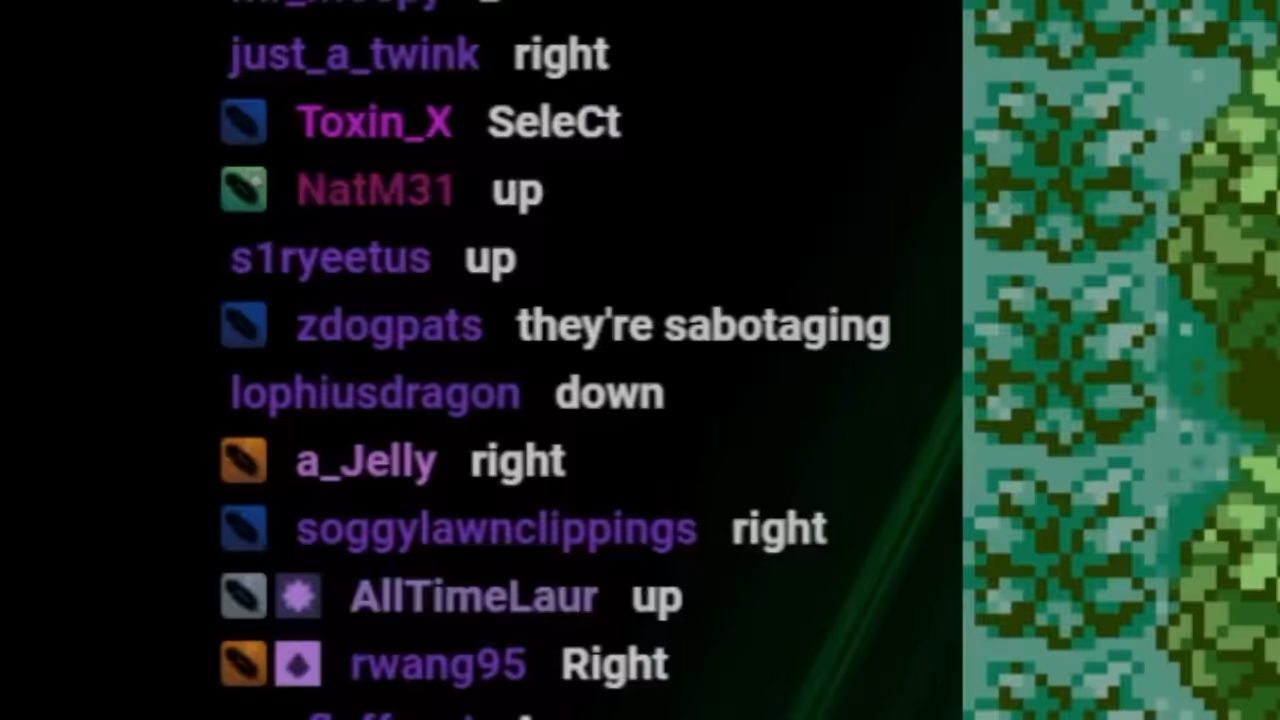 just_a_twink right
Toxin_X SeleCt
NatM31 up
s1ryeetus up
zdogpats they're sabotaging
lophiusdragon down
a_Jelly right
soggylawnclippings right
AllTimeLaur up
rwang95 Right